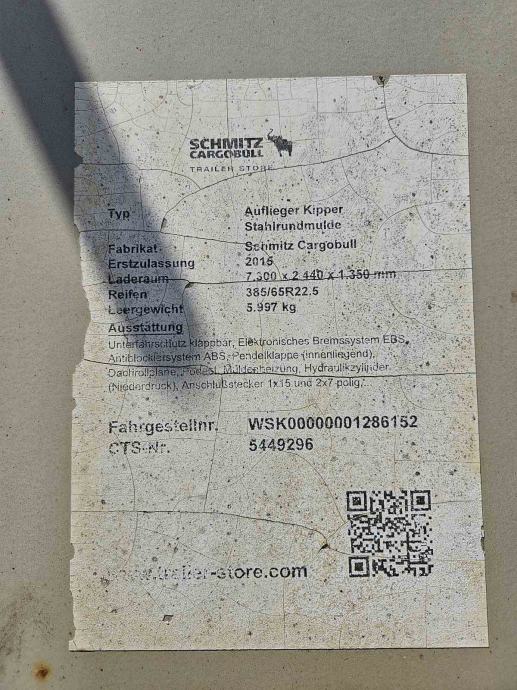 SCHMITZ
CARGOBULL
TRAILER STORE
Typ Auflieger Kipper
Stahlrundmulde
Fabrikat Schmitz Cargobull
Erstzulassung 2015
Laderaum 7.300 x 2.440 x 1.350 mm
Reifen 385/65R22.5
Leergewicht 5.997 kg
Ausstattung
Unterfahrschutz klappbar, Elektronisches Bremssystem EBS,
Antiblockiersystem ABS, Pendelklappe (innenliegend),
Dachrollplane, Podest, Muldenheizung, Hydraulikzylinder
(Niederdruck), Anschlußstecker 1x15 und 2x7 polig,
Fahrgestellnr. WSK00000001286152
CTS-Nr. 5449296
www.trailer-store.com